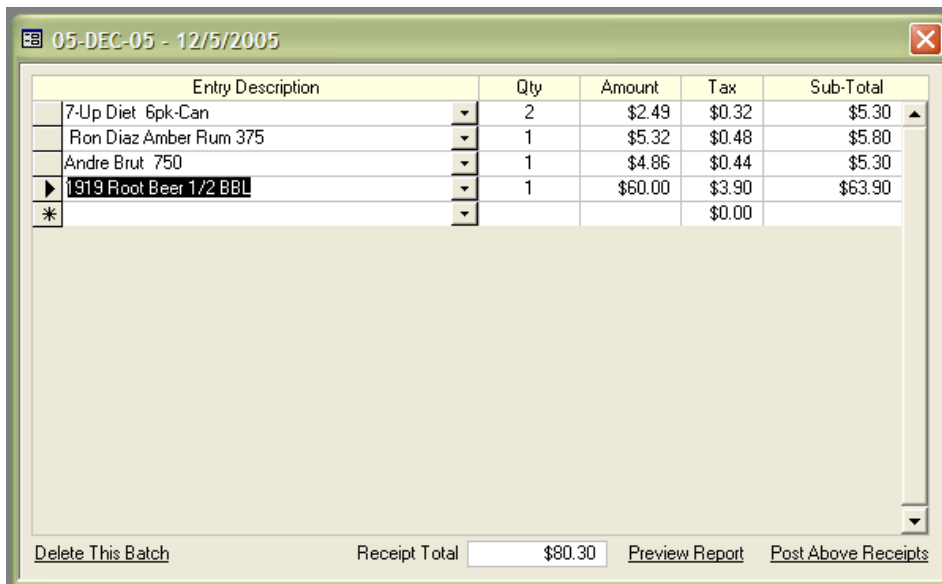 05-DEC-05 - 12/5/2005
Entry Description Qty Amount Tax Sub-Total
7-Up Diet 6pk-Can 2 $2.49 $0.32 $5.30
Ron Diaz Amber Rum 375 1 $5.32 $0.48 $5.80
Andre Brut 750 1 $4.86 $0.44 $5.30
1919 Root Beer 1/2 BBL 1 $60.00 $3.90 $63.90
$0.00
Delete This Batch Receipt Total $80.30 Preview Report Post Above Receipts